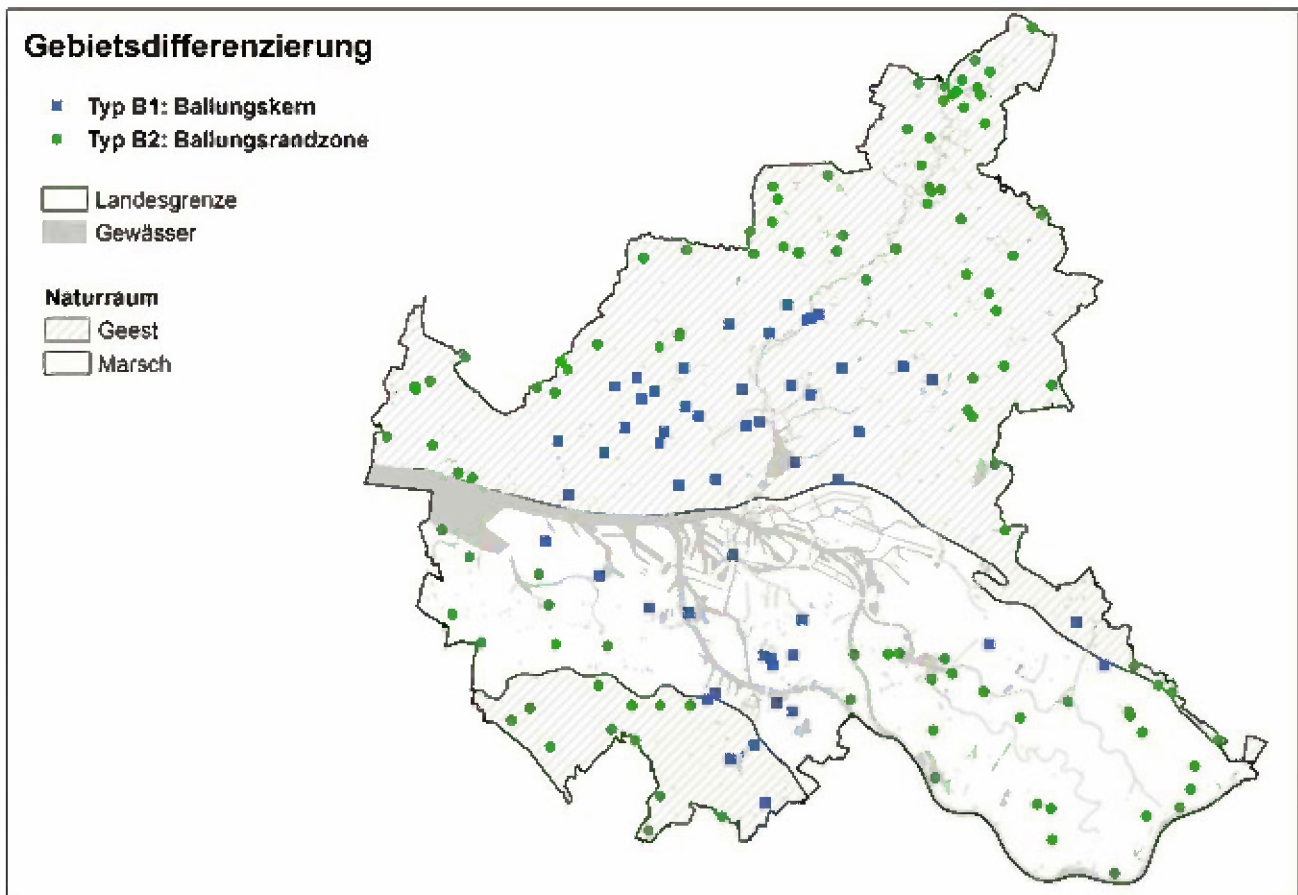 Gebietsdifferenzierung
Typ B1: Ballungskern
Typ B2: Ballungsrandzone
Landesgrenze
Gewässer
Naturraum
Geest
Marsch